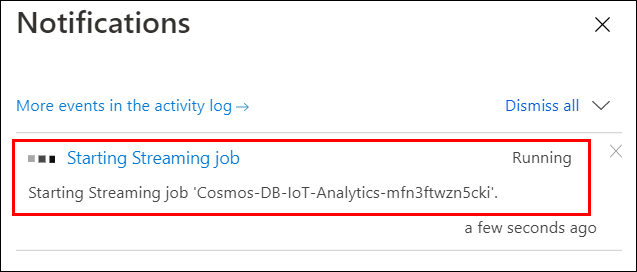 Notifications
More events in the activity log → Dismiss all
Starting Streaming job Running
Starting Streaming job 'Cosmos-DB-IoT-Analytics-mfn3ftwzn5cki'.
a few seconds ago